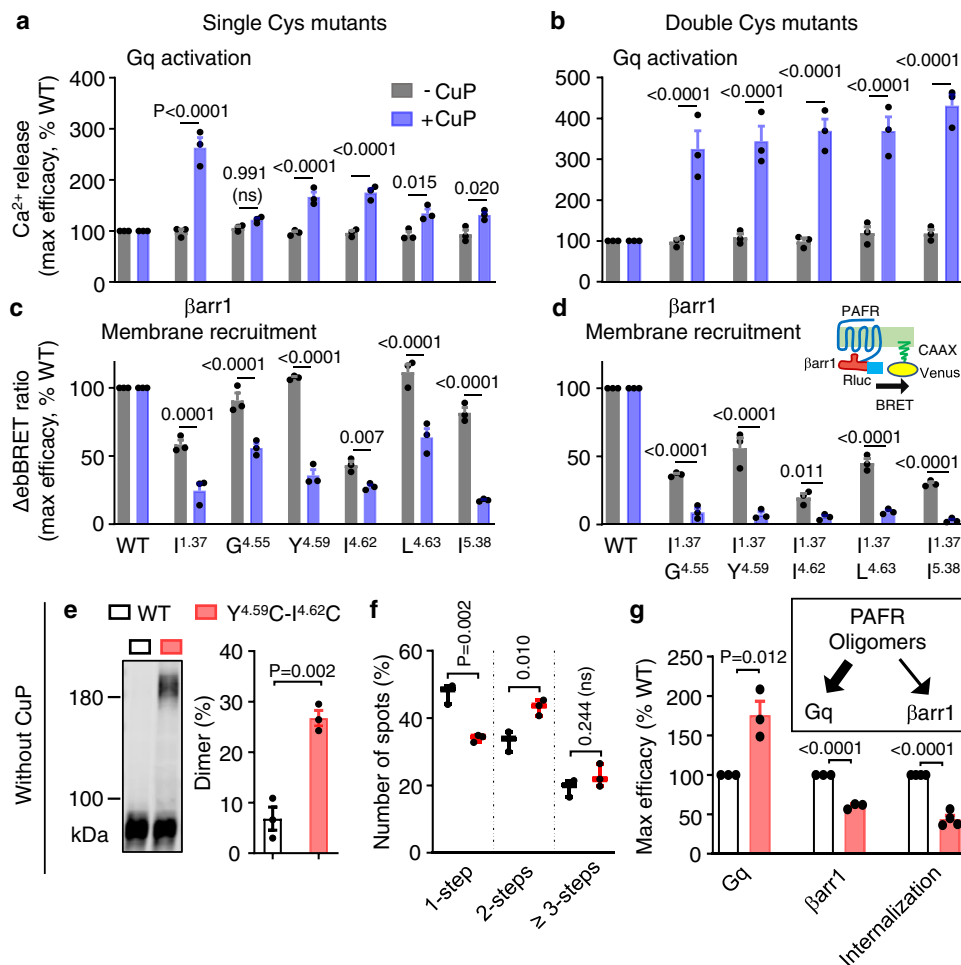 a
Single Cys mutants
b
Double Cys mutants
Gq activation
Ca²⁺ release
(max efficacy, % WT)
400
300
200
100
0
- CuP
+CuP
P<0.0001
0.991
(ns)
<0.0001
<0.0001
0.015
0.020
Gq activation
500
400
300
200
100
0
<0.0001
<0.0001
<0.0001
<0.0001
<0.0001
c
βarr1
Membrane recruitment
ΔebBRET ratio
(max efficacy, % WT)
100
50
0
0.0001
<0.0001
<0.0001
0.007
<0.0001
<0.0001
WT
I¹·³⁷
G⁴·⁵⁵
Y⁴·⁵⁹
I⁴·⁶²
L⁴·⁶³
I⁵·³⁸
d
βarr1
Membrane recruitment
100
50
0
<0.0001
<0.0001
0.011
<0.0001
<0.0001
PAFR
βarr1
Rluc
CAAX
Venus
BRET
WT
I¹·³⁷ I¹·³⁷ I¹·³⁷ I¹·³⁷ I¹·³⁷
G⁴·⁵⁵ Y⁴·⁵⁹ I⁴·⁶² L⁴·⁶³ I⁵·³⁸
e
WT
Y⁴·⁵⁹C-I⁴·⁶²C
Without CuP
180
100
kDa
Dimer (%)
40
30
20
10
0
P=0.002
f
Number of spots (%)
60
40
20
0
P=0.002
0.010
0.244 (ns)
1-step
2-steps
≥ 3-steps
g
Max efficacy (% WT)
250
200
150
100
50
0
P=0.012
<0.0001
<0.0001
PAFR
Oligomers
Gq
βarr1
Gq
βarr1
Internalization